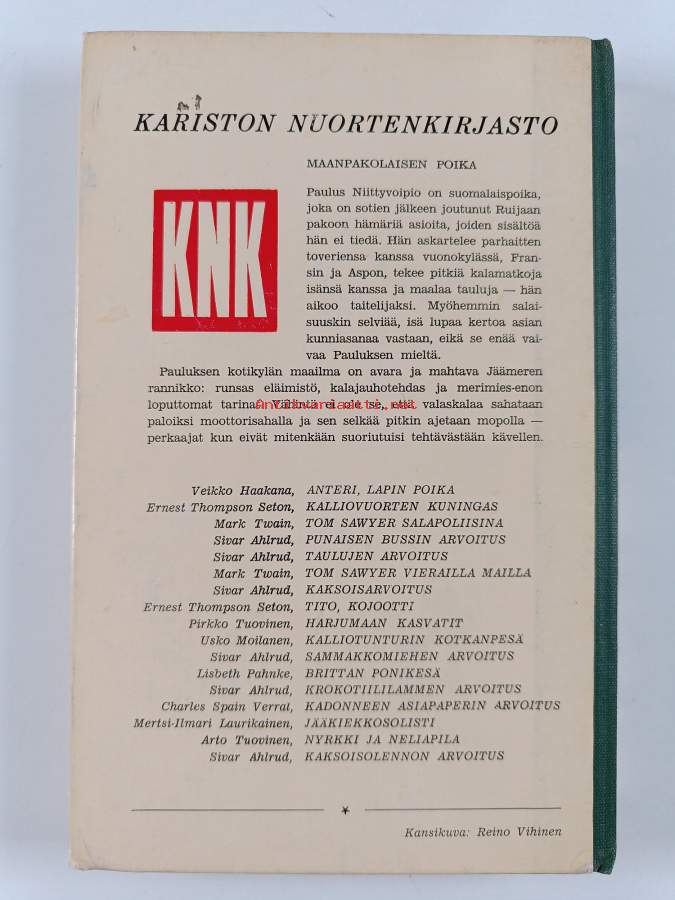 KARISTON NUORTENKIRJASTO
MAANPAKOLAISEN POIKA
KNK
Paulus Niittyvoipio on suomalaispoika,
joka on sotien jälkeen joutunut Ruijaan
pakoon hämäriä asioita, joiden sisältöä
hän ei tiedä. Hän askartelee parhaitten
toveriensa kanssa vuonokylässä, Fran-
sin ja Aspon, tekee pitkiä kalamatkoja
isänsä kanssa ja maalaa tauluja — hän
aikoo taitelijaksi. Myöhemmin salai-
suuskin selviää, isä lupaa kertoa asian
kunniasanaa vastaan, eikä se enää vai-
vaa Pauluksen mieltä.
Pauluksen kotikylän maailma on avara ja mahtava Jäämeren
rannikko: runsas eläimistö, kalajauhotehdas ja merimies-enon
loputtomat tarinat. Vähintä ei ole se, että valaskalaa sahataan
paloiksi moottorisahalla ja sen selkää pitkin ajetaan mopolla —
perkaajat kun eivät mitenkään suoriutuisi tehtävästään kävellen.
Antikvariaatti.net
Veikko Haakana, ANTERI, LAPIN POIKA
Ernest Thompson Seton, KALLIOVUORTEN KUNINGAS
Mark Twain, TOM SAWYER SALAPOLIISINA
Sivar Ahlrud, PUNAISEN BUSSIN ARVOITUS
Sivar Ahlrud, TAULUJEN ARVOITUS
Mark Twain, TOM SAWYER VIERAILLA MAILLA
Sivar Ahlrud, KAKSOISARVOITUS
Ernest Thompson Seton, TITO, KOJOOTTI
Pirkko Tuovinen, HARJUMAAN KASVATIT
Usko Moilanen, KALLIOTUNTURIN KOTKANPESÄ
Sivar Ahlrud, SAMMAKKOMIEHEN ARVOITUS
Lisbeth Pahnke, BRITTAN PONIKESÄ
Sivar Ahlrud, KROKOTIILILAMMEN ARVOITUS
Charles Spain Verral, KADONNEEN ASIAPAPERIN ARVOITUS
Mertsi-Ilmari Laurikainen, JÄÄKIEKKOSOLISTI
Arto Tuovinen, NYRKKI JA NELIAPILA
Sivar Ahlrud, KAKSOISOLENNON ARVOITUS
Kansikuva: Reino Vihinen